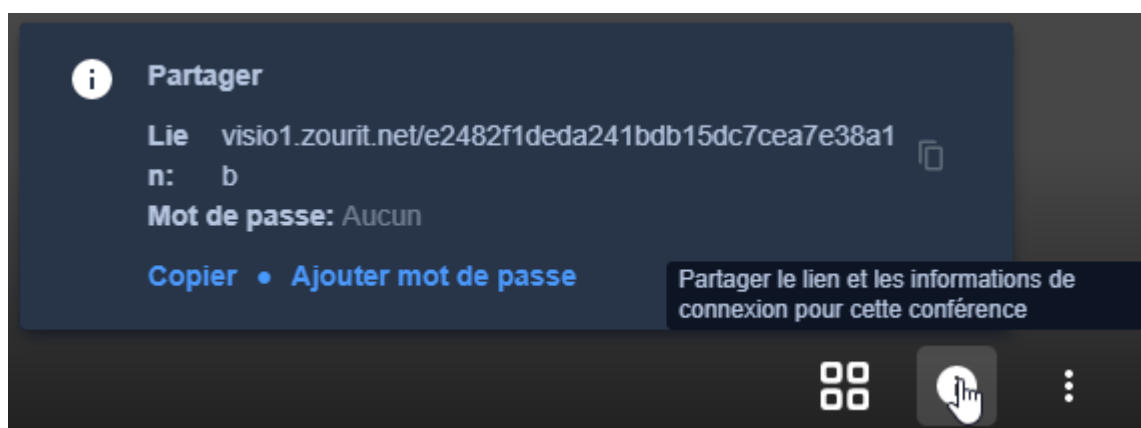 Partager
Lie visio1.zourit.net/e2482f1deda241bdb15dc7cea7e38a1
n: b
Mot de passe: Aucun
Copier • Ajouter mot de passe
Partager le lien et les informations de
connexion pour cette conférence